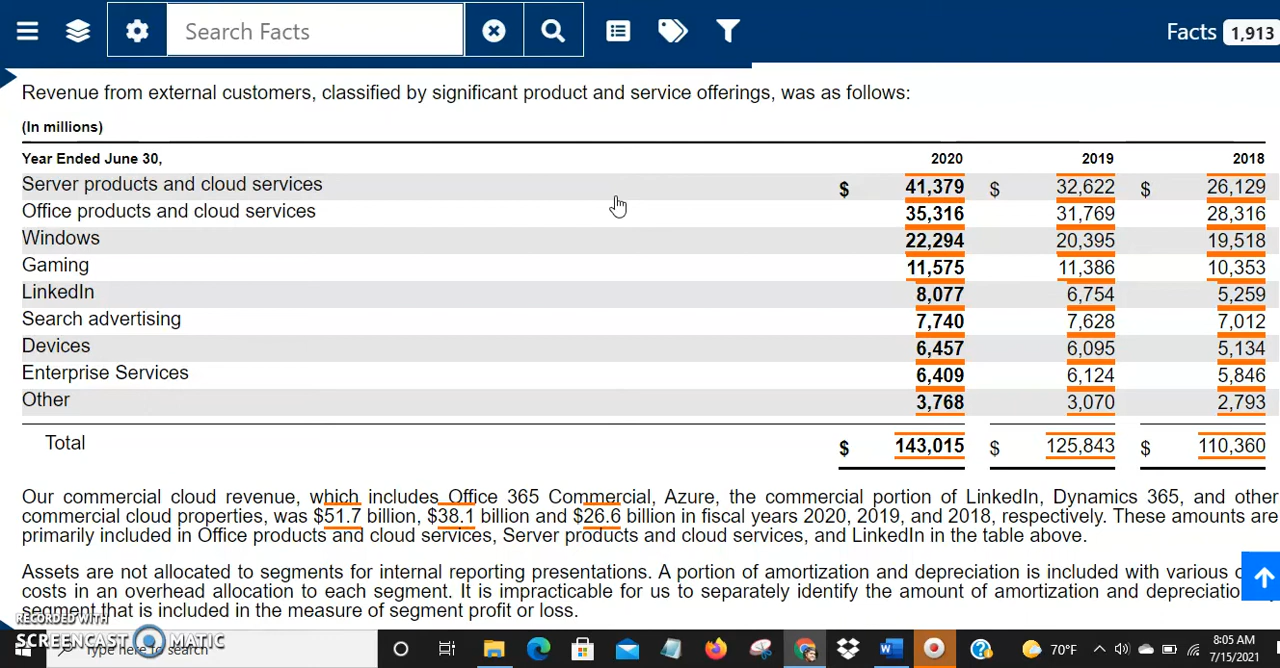 Search Facts
Facts 1,913
Revenue from external customers, classified by significant product and service offerings, was as follows:
(In millions)
Year Ended June 30, 2020 2019 2018
Server products and cloud services $ 41,379 $ 32,622 $ 26,129
Office products and cloud services 35,316 31,769 28,316
Windows 22,294 20,395 19,518
Gaming 11,575 11,386 10,353
LinkedIn 8,077 6,754 5,259
Search advertising 7,740 7,628 7,012
Devices 6,457 6,095 5,134
Enterprise Services 6,409 6,124 5,846
Other 3,768 3,070 2,793
Total $ 143,015 $ 125,843 $ 110,360
Our commercial cloud revenue, which includes Office 365 Commercial, Azure, the commercial portion of LinkedIn, Dynamics 365, and other
commercial cloud properties, was $51.7 billion, $38.1 billion and $26.6 billion in fiscal years 2020, 2019, and 2018, respectively. These amounts are
primarily included in Office products and cloud services, Server products and cloud services, and LinkedIn in the table above.
Assets are not allocated to segments for internal reporting presentations. A portion of amortization and depreciation is included with various
costs in an overhead allocation to each segment. It is impracticable for us to separately identify the amount of amortization and depreciation
segment that is included in the measure of segment profit or loss.
RECORDED WITH
SCREENCAST MATIC
Type here to search
70°F
8:05 AM
7/15/2021